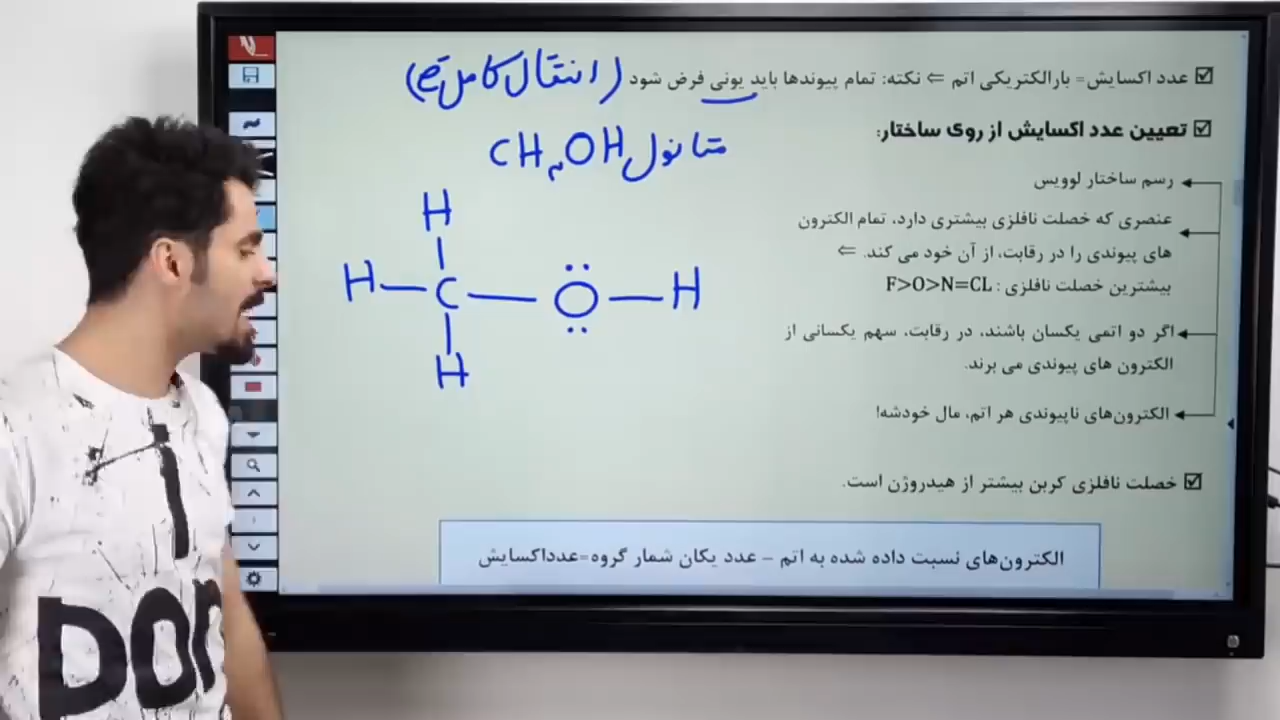 ☑ عدد اکسایش= بارالکتریکی اتم ⇐ نکته: تمام پیوندها باید یونی فرض شود (انتقال کامل e⁻)
☑ تعیین عدد اکسایش از روی ساختار:
متانول CH₃OH
رسم ساختار لوویس
عنصری که خصلت نافلزی بیشتری دارد، تمام الکترون
های پیوندی را در رقابت، از آن خود می کند. ⇐
بیشترین خصلت نافلزی : F>O>N=CL
اگر دو اتمی یکسان باشند، در رقابت، سهم یکسانی از
الکترون های پیوندی می برند.
الکترون‌های ناپیوندی هر اتم، مال خودشه!
H
H C O H
H
☑ خصلت نافلزی کربن بیشتر از هیدروژن است.
الکترون‌های نسبت داده شده به اتم – عدد یکان شمار گروه=عدداکسایش
DON